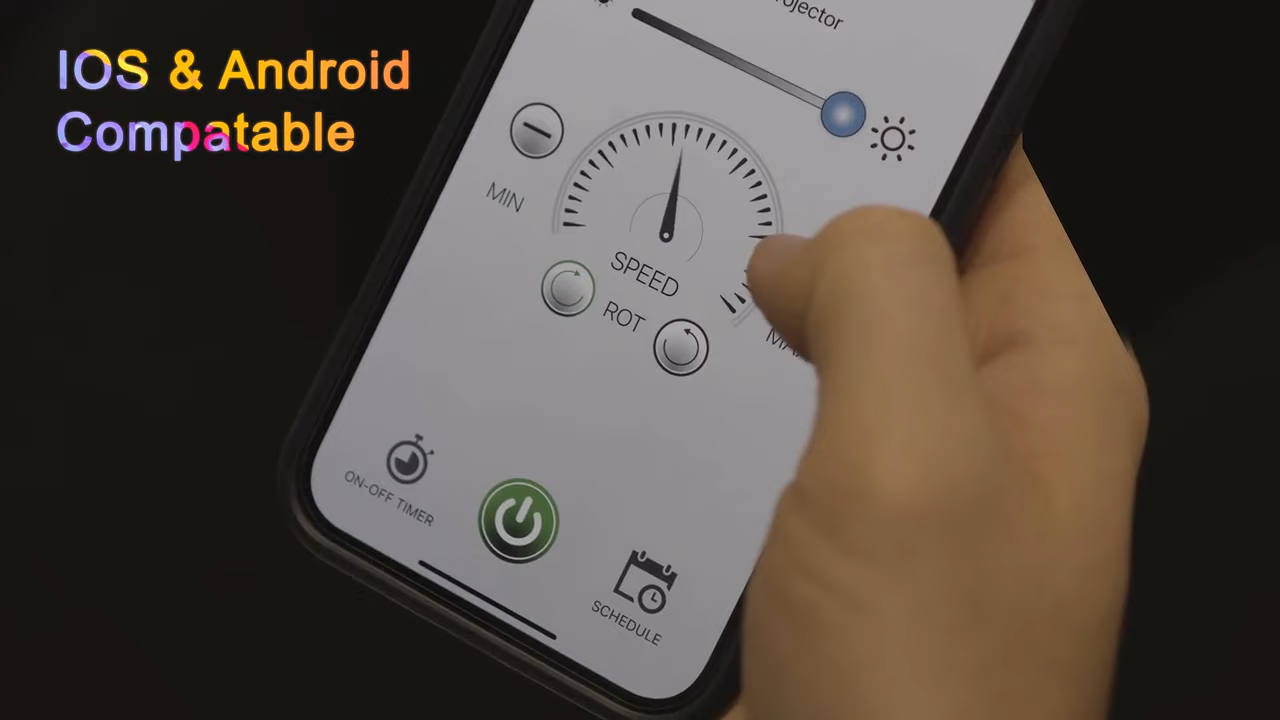 IOS & Android
Compatable
MIN
SPEED
ROT
ON-OFF TIMER
SCHEDULE